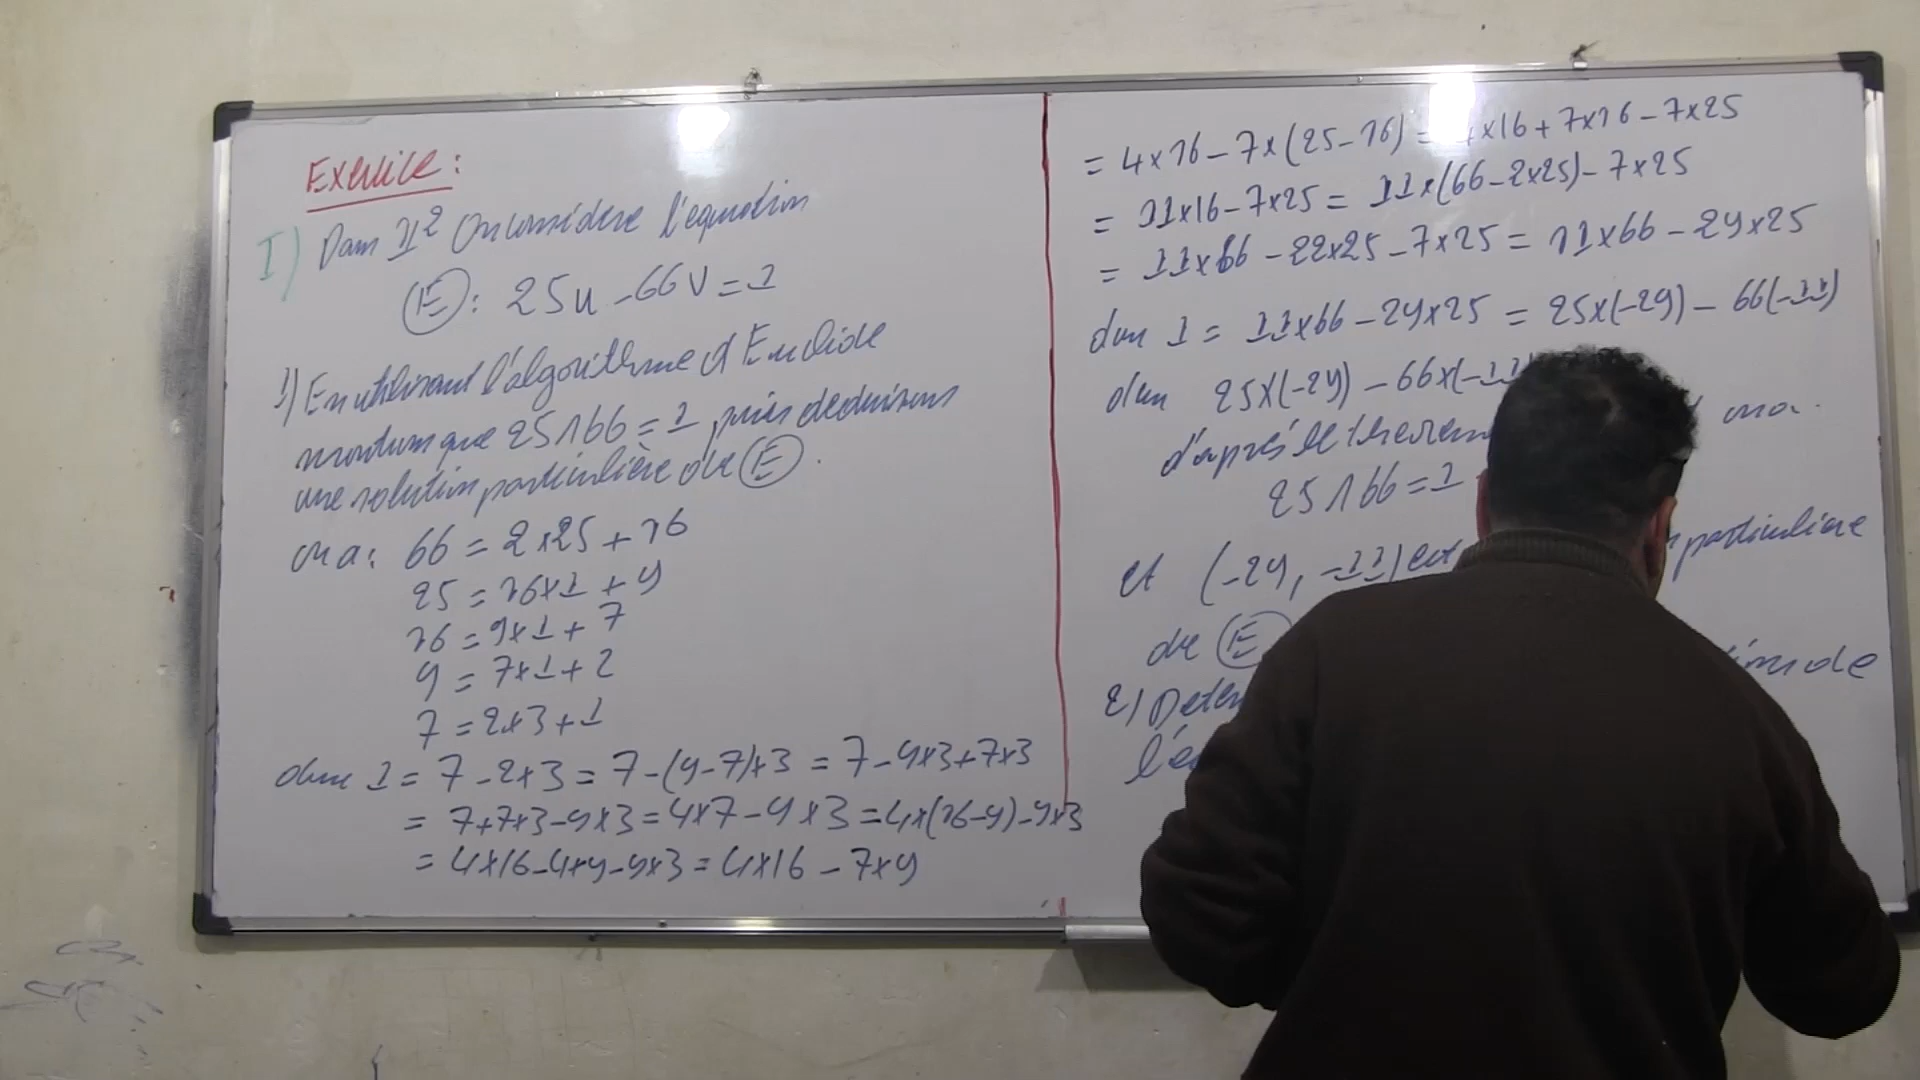 Exercice :
I) Dans ℤ² On considère l'équation
(E) : 25u - 66v = 1
1) En utilisant l'algorithme d'Euclide
montrons que 25∧66 = 1 puis déduisons
une solution particulière de (E).
on a : 66 = 2×25 + 16
25 = 16×1 + 9
16 = 9×1 + 7
9 = 7×1 + 2
7 = 2×3 + 1
donc 1 = 7 - 2×3 = 7 - (9-7)×3 = 7 - 9×3 + 7×3
= 7 + 7×3 - 9×3 = 4×7 - 9×3 = 4×(16-9) - 9×3
= 4×16 - 4×9 - 9×3 = 4×16 - 7×9
= 4×16 - 7×(25-16) = 4×16 + 7×16 - 7×25
= 11×16 - 7×25 = 11×(66 - 2×25) - 7×25
= 11×66 - 22×25 - 7×25 = 11×66 - 29×25
donc 1 = 11×66 - 29×25 = 25×(-29) - 66(-11)
donc 25×(-29) - 66×(-11
d'après le
on a.
25∧66 = 1
et (-29, -11) est particulière
de (E)
2)
de